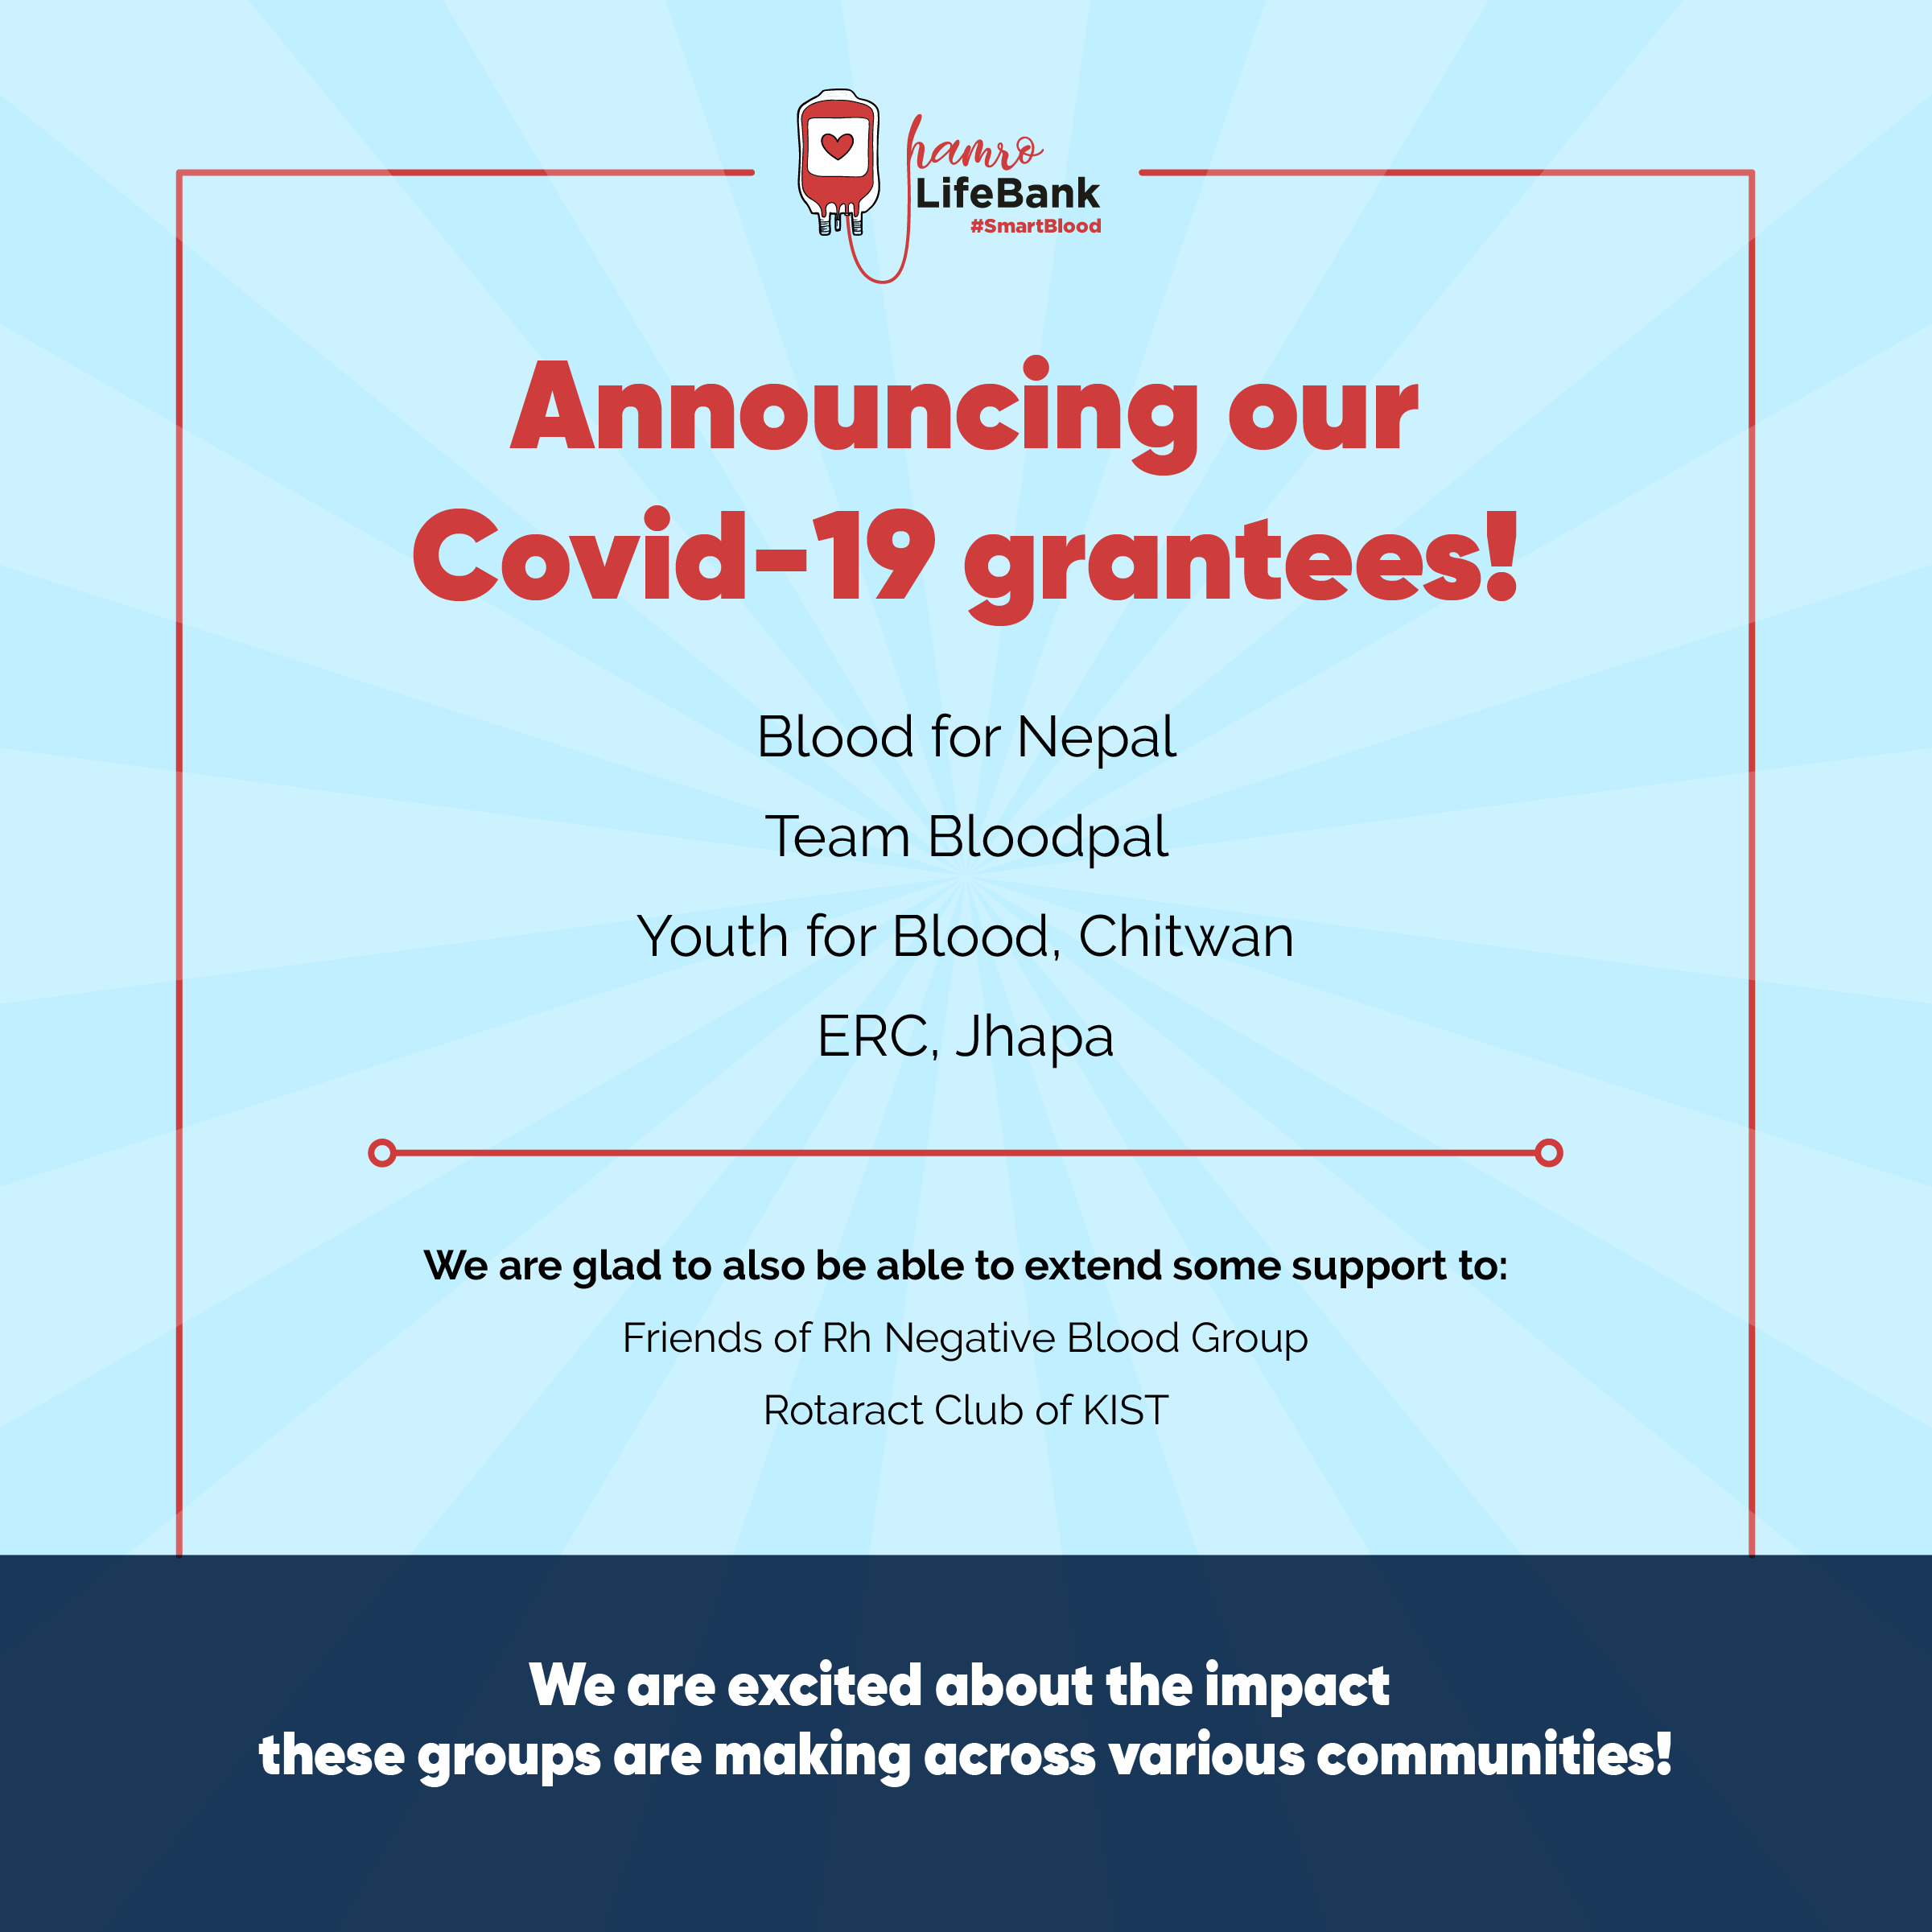 hamro
LifeBank
#SmartBlood
Announcing our
Covid-19 grantees!
Blood for Nepal
Team Bloodpal
Youth for Blood, Chitwan
ERC, Jhapa
We are glad to also be able to extend some support to:
Friends of Rh Negative Blood Group
Rotaract Club of KIST
We are excited about the impact
these groups are making across various communities!